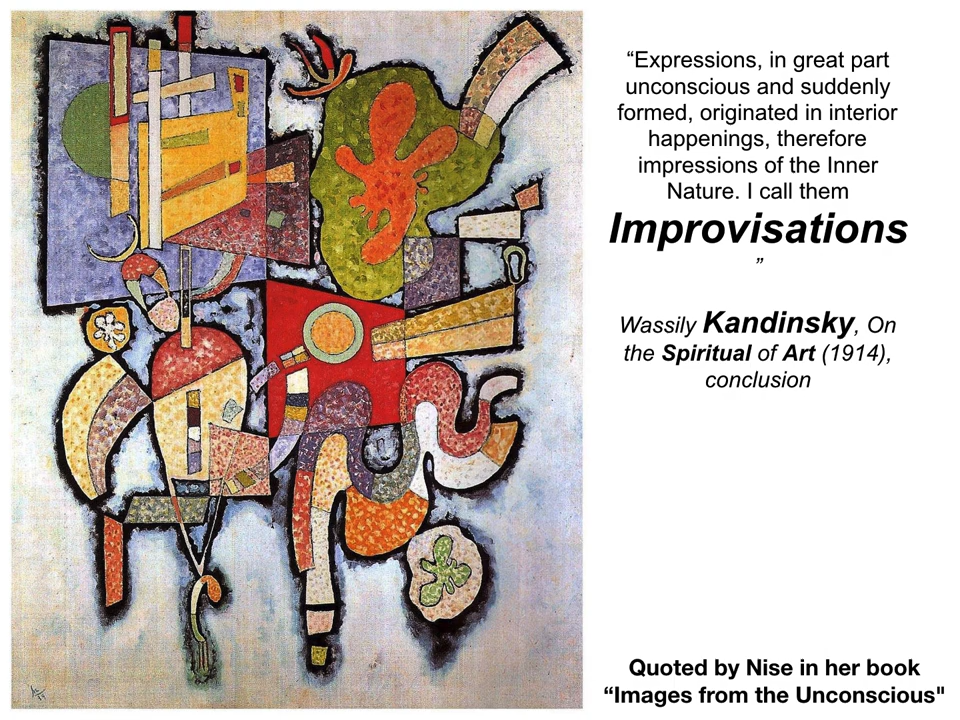 “Expressions, in great part
unconscious and suddenly
formed, originated in interior
happenings, therefore
impressions of the Inner
Nature. I call them
Improvisations
”
Wassily Kandinsky, On
the Spiritual of Art (1914),
conclusion
Quoted by Nise in her book
“Images from the Unconscious"